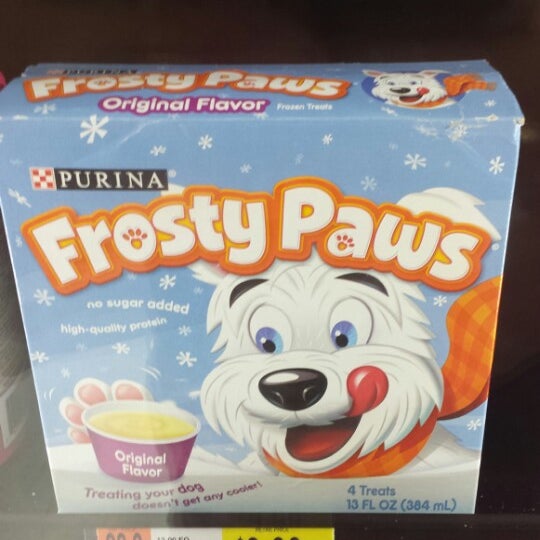 Frosty Paws
Original Flavor Frozen Treats
PURINA
Frosty Paws
no sugar added
high-quality protein
Original
Flavor
Treating your dog
doesn't get any cooler!
4 Treats
13 FL OZ (384 mL)